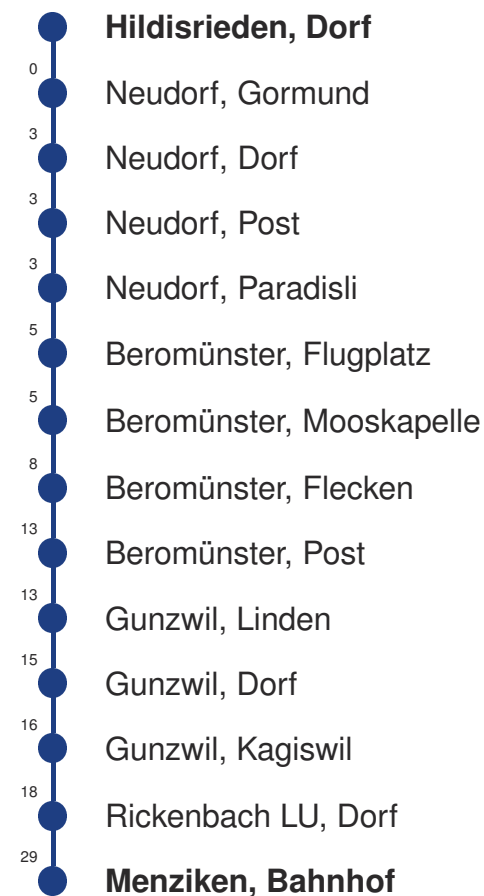 Hildisrieden, Dorf
0
Neudorf, Gormund
3
Neudorf, Dorf
3
Neudorf, Post
3
Neudorf, Paradisli
5
Beromünster, Flugplatz
5
Beromünster, Mooskapelle
8
Beromünster, Flecken
13
Beromünster, Post
13
Gunzwil, Linden
15
Gunzwil, Dorf
16
Gunzwil, Kagiswil
18
Rickenbach LU, Dorf
29
Menziken, Bahnhof